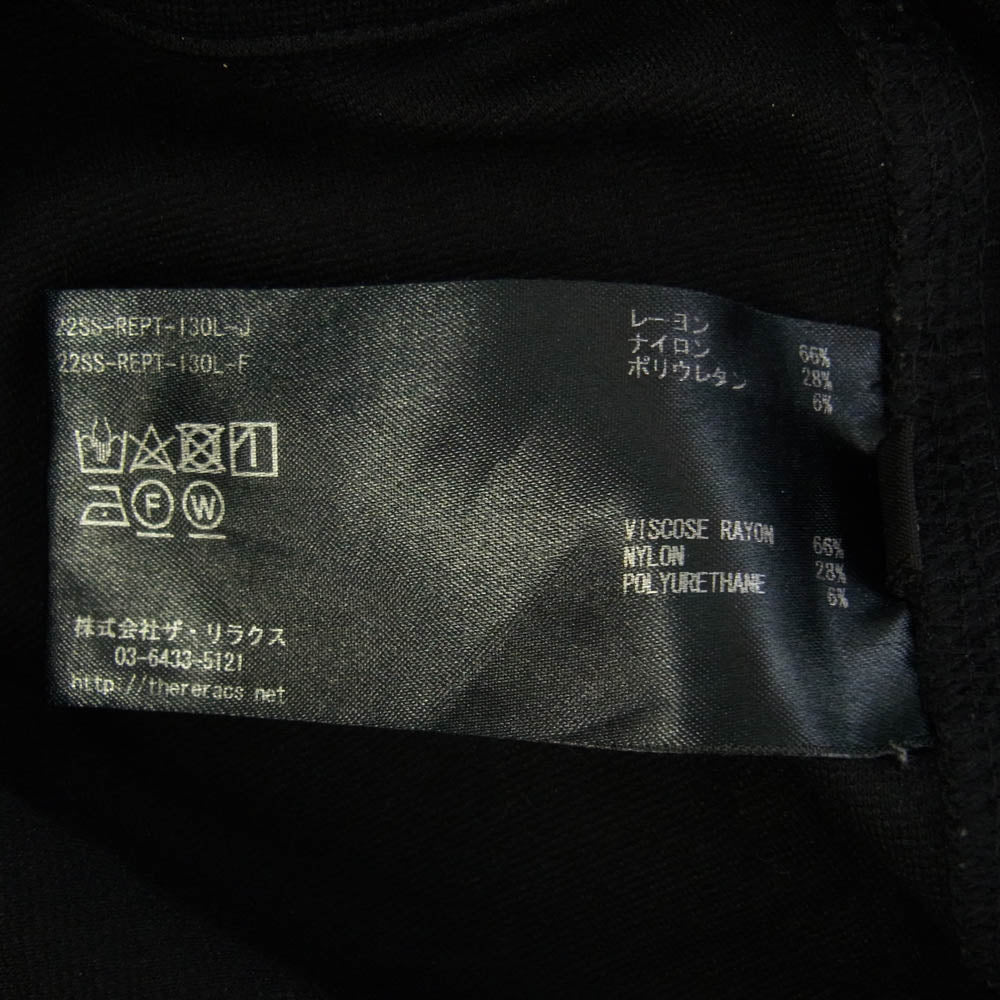 22SS-REPT-130L-J
22SS-REPT-130L-F
F W
株式会社ザ・リラクス
03-6433-5121
http://thereracs.net
レーヨン 66%
ナイロン 28%
ポリウレタン 6%
VISCOSE RAYON 66%
NYLON 28%
POLYURETHANE 6%